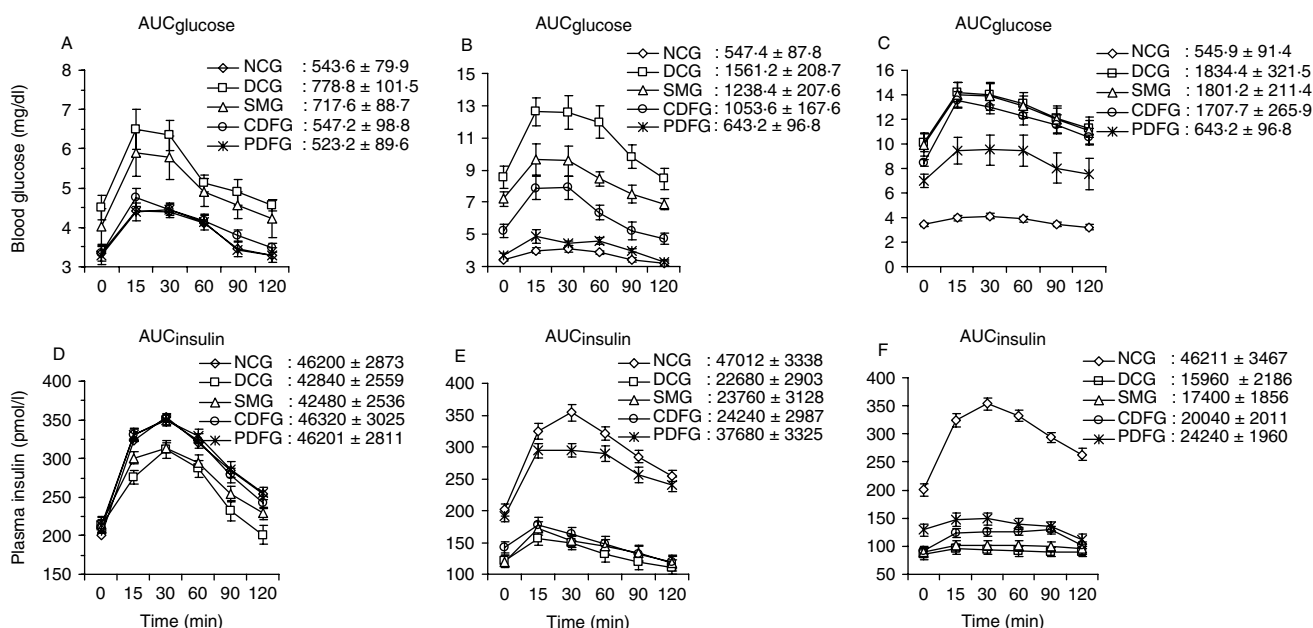 AUCglucose
A
NCG : 543·6 ± 79·9
DCG : 778·8 ± 101·5
SMG : 717·6 ± 88·7
CDFG : 547·2 ± 98·8
PDFG : 523·2 ± 89·6
Blood glucose (mg/dl)
8
7
6
5
4
3
0 15 30 60 90 120
AUCglucose
B
NCG : 547·4 ± 87·8
DCG : 1561·2 ± 208·7
SMG : 1238·4 ± 207·6
CDFG : 1053·6 ± 167·6
PDFG : 643·2 ± 96·8
15
13
11
9
7
5
3
0 15 30 60 90 120
AUCglucose
C
NCG : 545·9 ± 91·4
DCG : 1834·4 ± 321·5
SMG : 1801·2 ± 211·4
CDFG : 1707·7 ± 265·9
PDFG : 643·2 ± 96·8
16
14
12
10
8
6
4
2
0
0 15 30 60 90 120
AUCinsulin
D
NCG : 46200 ± 2873
DCG : 42840 ± 2559
SMG : 42480 ± 2536
CDFG : 46320 ± 3025
PDFG : 46201 ± 2811
Plasma insulin (pmol/l)
400
350
300
250
200
150
0 15 30 60 90 120
Time (min)
AUCinsulin
E
NCG : 47012 ± 3338
DCG : 22680 ± 2903
SMG : 23760 ± 3128
CDFG : 24240 ± 2987
PDFG : 37680 ± 3325
400
350
300
250
200
150
100
0 15 30 60 90 120
Time (min)
AUCinsulin
F
NCG : 46211 ± 3467
DCG : 15960 ± 2186
SMG : 17400 ± 1856
CDFG : 20040 ± 2011
PDFG : 24240 ± 1960
400
350
300
250
200
150
100
50
0 15 30 60 90 120
Time (min)